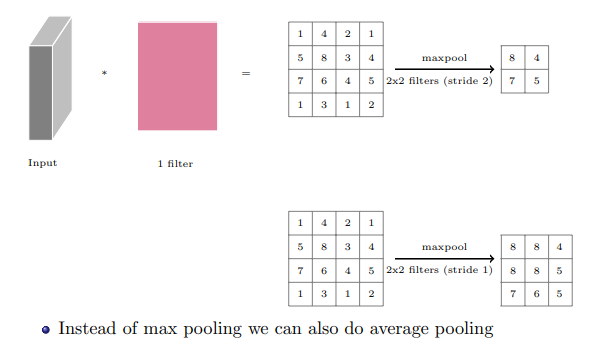 1 4 2 1
5 8 3 4
7 6 4 5
1 3 1 2
*
=
maxpool
2x2 filters (stride 2)
8 4
7 5
Input
1 filter
1 4 2 1
5 8 3 4
7 6 4 5
1 3 1 2
maxpool
2x2 filters (stride 1)
8 8 4
8 8 5
7 6 5
Instead of max pooling we can also do average pooling